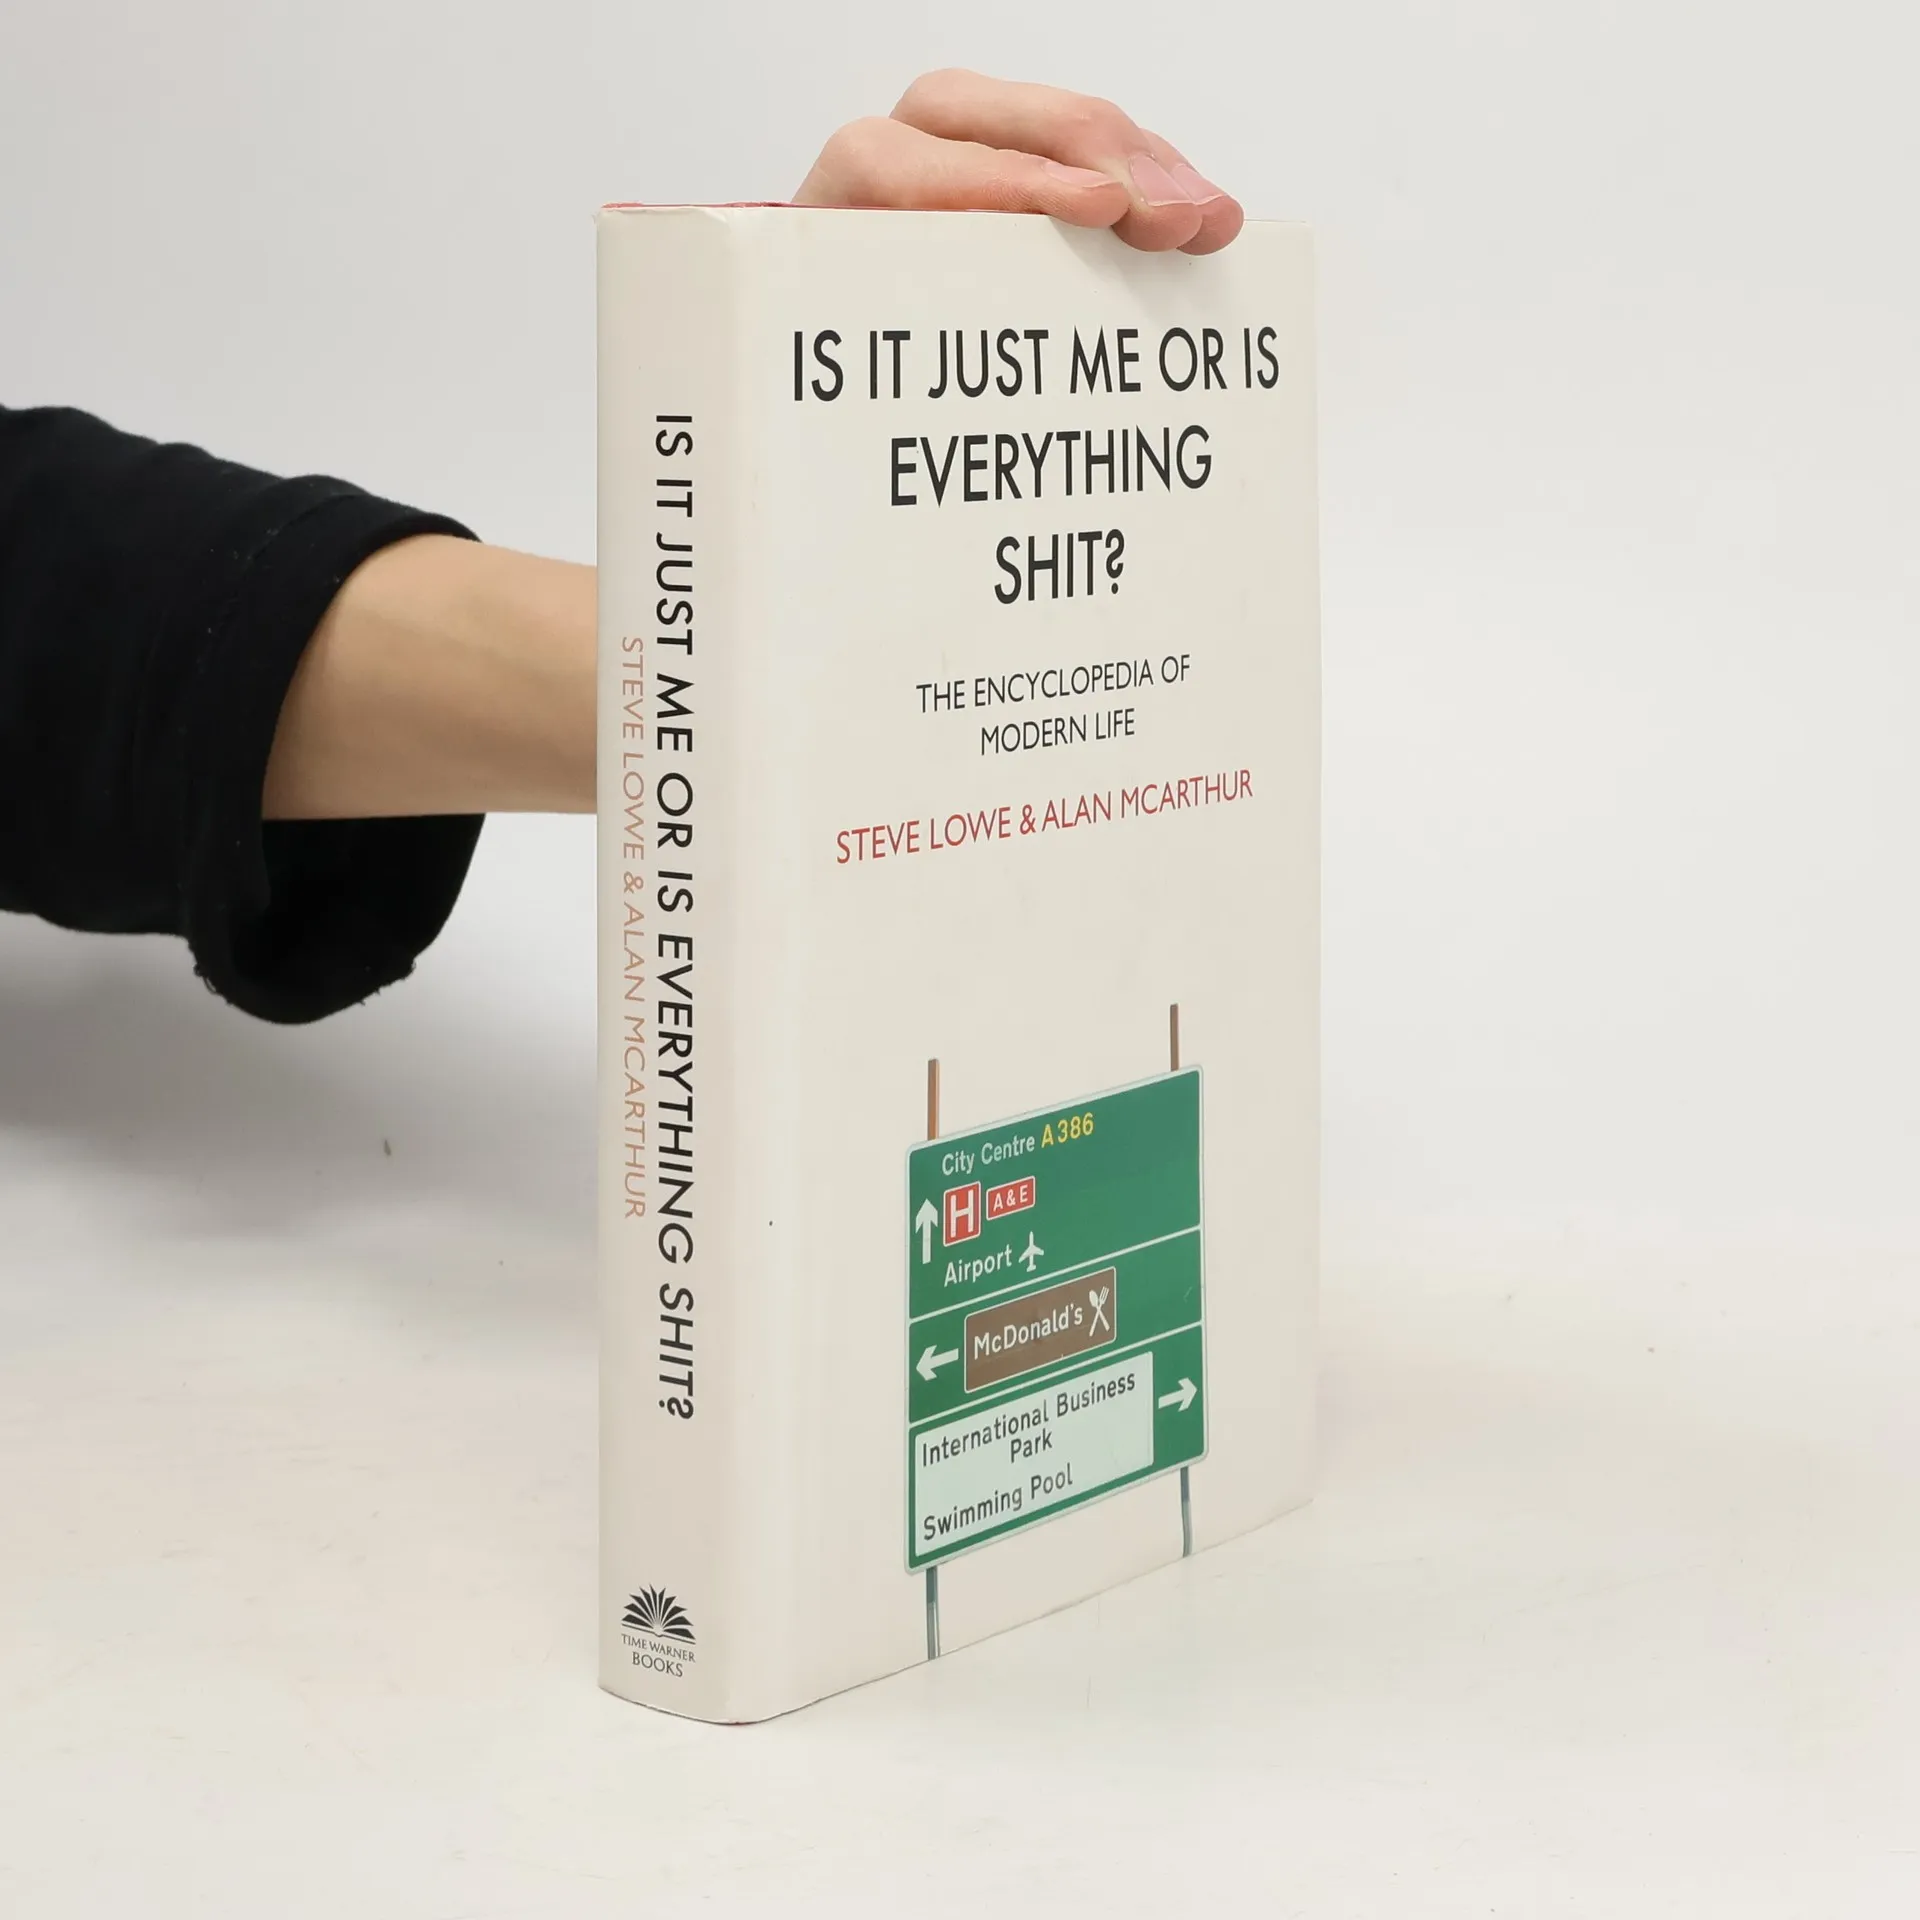 IS IT JUST ME OR IS EVERYTHING SHIT?
STEVE LOWE & ALAN MCARTHUR
TIME WARNER
BOOKS
IS IT JUST ME OR IS
EVERYTHING
SHIT?
THE ENCYCLOPEDIA OF
MODERN LIFE
STEVE LOWE & ALAN MCARTHUR
City Centre A386
H A&E
Airport
McDonald's
International Business
Park
Swimming Pool